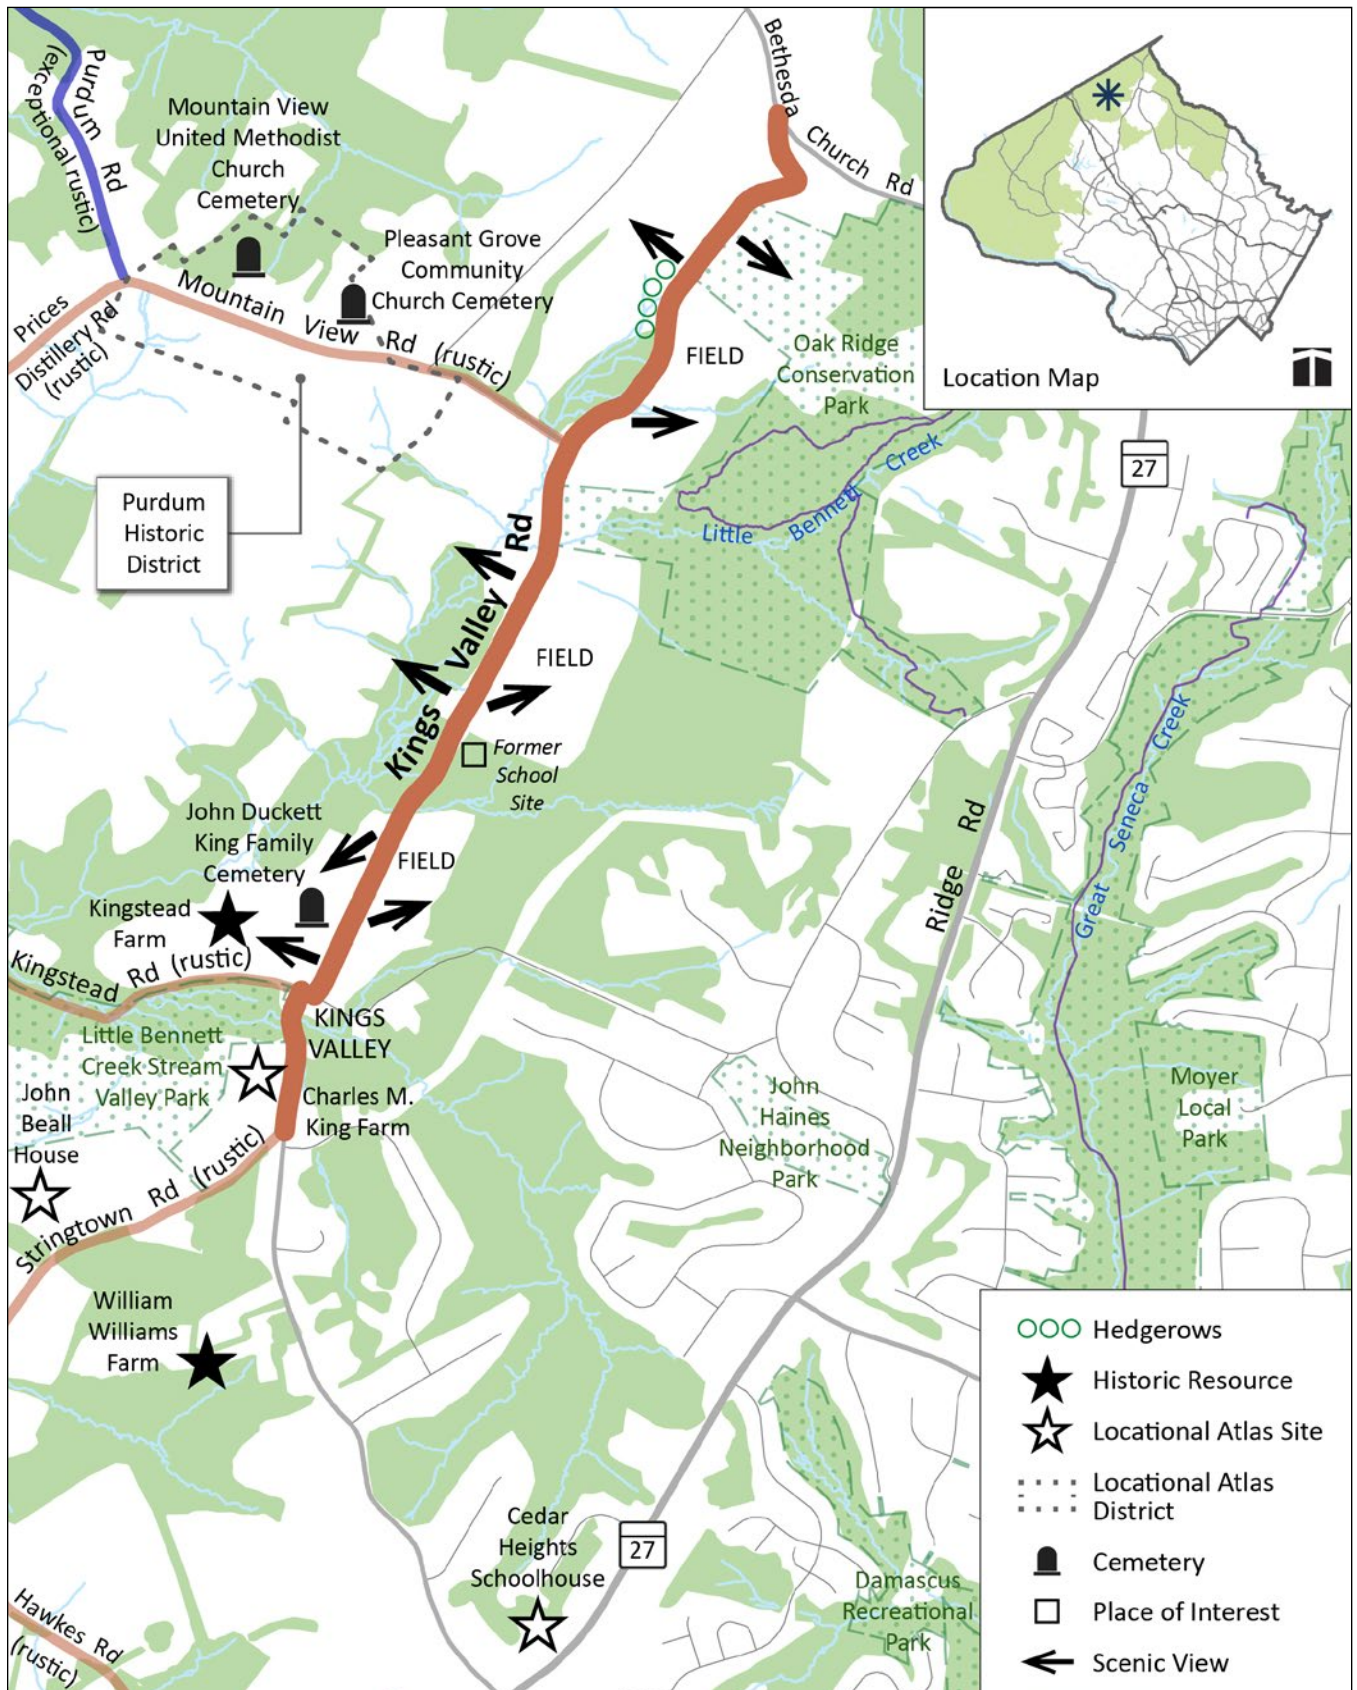 Purdum Rd
(exceptional rustic)
Mountain View
United Methodist
Church
Cemetery
Pleasant Grove
Community
Church Cemetery
Bethesda Church Rd
Location Map
Prices
Distillery Rd
(rustic)
Mountain View Rd (rustic)
FIELD
Oak Ridge
Conservation
Park
27
Little Bennett Creek
Purdum
Historic
District
Kings Valley Rd
FIELD
Former
School
Site
Great Seneca Creek
Ridge Rd
John Duckett
King Family
Cemetery
FIELD
Kingstead
Farm
Kingstead Rd (rustic)
KINGS
VALLEY
Little Bennett
Creek Stream
Valley Park
Charles M.
King Farm
John
Beall
House
Stringtown Rd (rustic)
John
Haines
Neighborhood
Park
Moyer
Local
Park
William
Williams
Farm
Cedar
Heights
Schoolhouse
27
Damascus
Recreational
Park
Hawkes Rd
(rustic)
Hedgerows
Historic Resource
Locational Atlas Site
Locational Atlas
District
Cemetery
Place of Interest
Scenic View